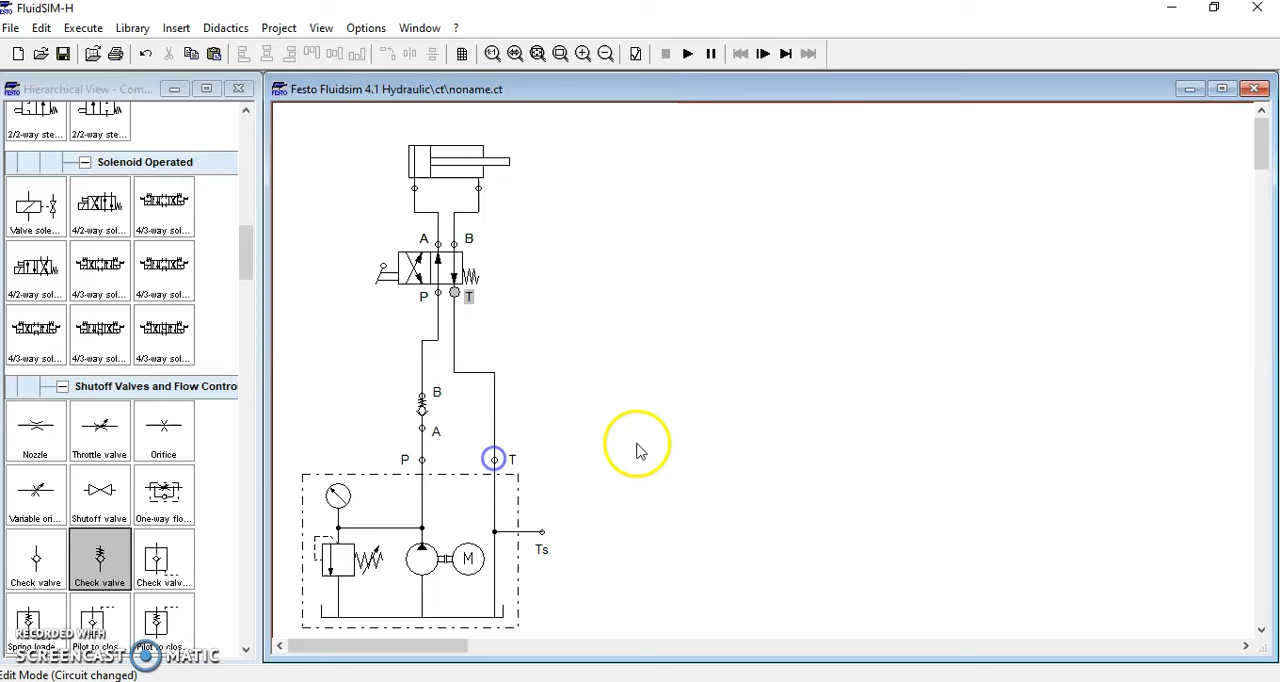 FluidSIM-H
File Edit Execute Library Insert Didactics Project View Options Window ?
Hierarchical View - Com...
Festo Fluidsim 4.1 Hydraulic\ct\noname.ct
2/2-way ste... 2/2-way ste...
Solenoid Operated
Valve sole... 4/2-way sol... 4/3-way sol...
4/2-way sol... 4/3-way sol... 4/3-way sol...
4/3-way sol... 4/3-way sol... 4/3-way sol...
Shutoff Valves and Flow Contro
Nozzle Throttle valve Orifice
Variable ori... Shutoff valve One-way flo...
Check valve Check valve Check valv...
Spring loade... Pilot to clos... Pilot to clos...
A B
P T
B
A
P T
M
Ts
RECORDED WITH
SCREENCAST MATIC
Edit Mode (Circuit changed)